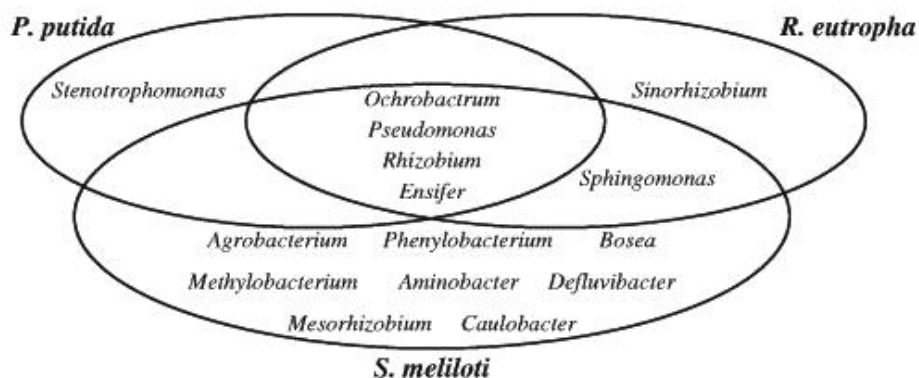 P. putida
R. eutropha
Stenotrophomonas
Sinorhizobium
Ochrobactrum
Pseudomonas
Rhizobium
Ensifer
Sphingomonas
Agrobacterium Phenylobacterium Bosea
Methylobacterium Aminobacter Defluvibacter
Mesorhizobium Caulobacter
S. meliloti